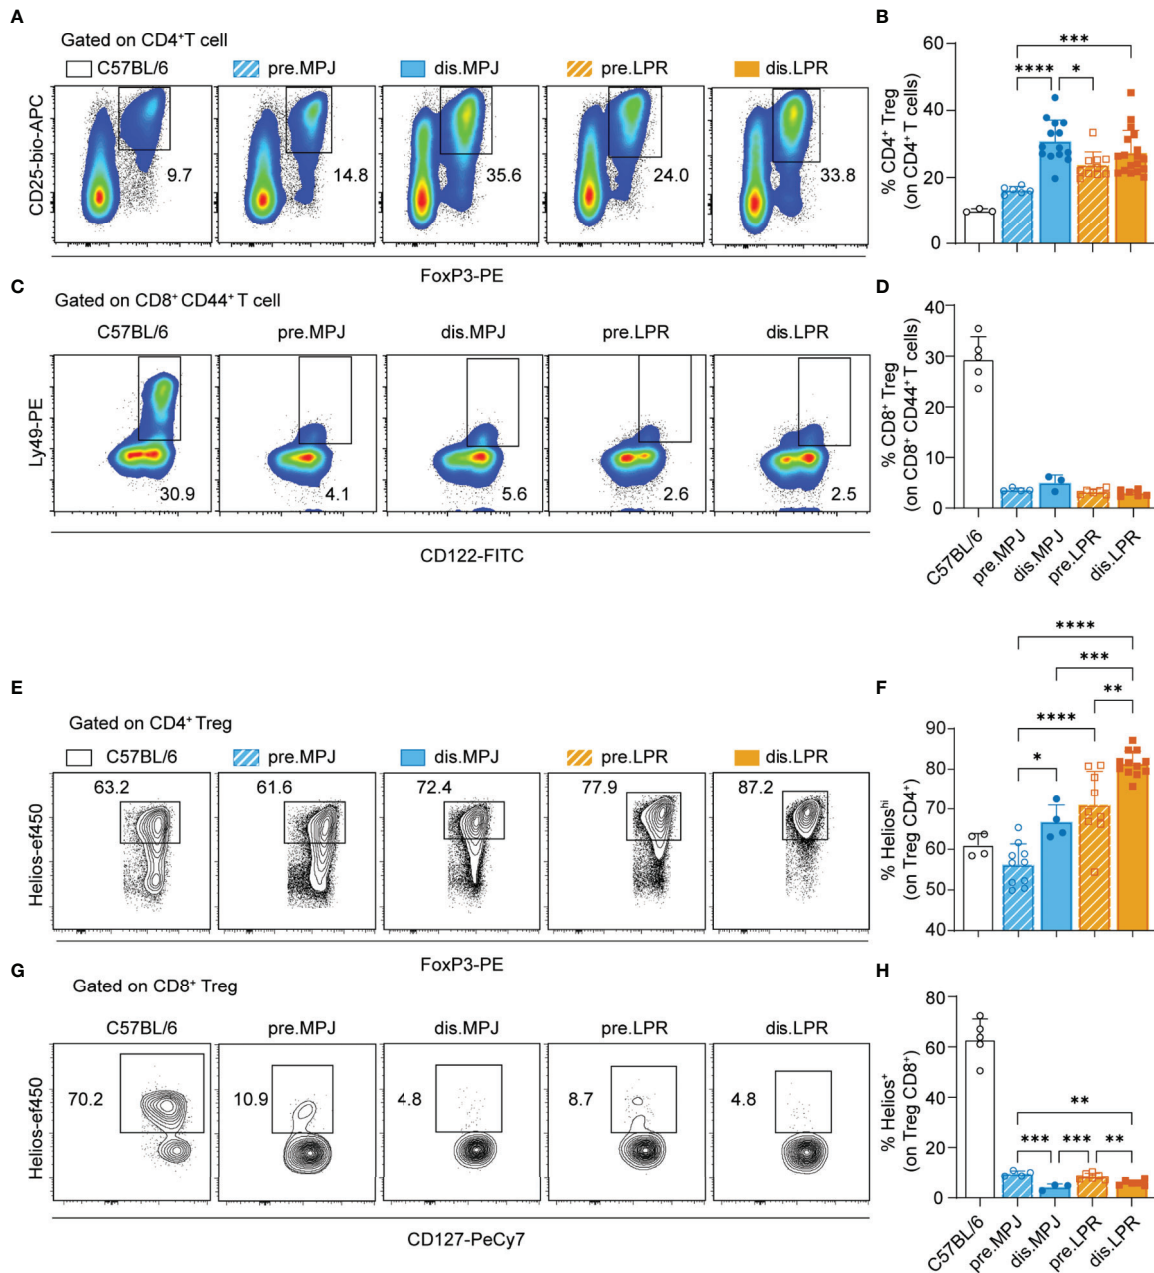 A
Gated on CD4⁺T cell
C57BL/6 pre.MPJ dis.MPJ pre.LPR dis.LPR
CD25-bio-APC
9.7 14.8 35.6 24.0 33.8
FoxP3-PE
B
% CD4⁺ Treg
(on CD4⁺ T cells)
60
40
20
0
***
**** *
C
Gated on CD8⁺ CD44⁺ T cell
C57BL/6 pre.MPJ dis.MPJ pre.LPR dis.LPR
Ly49-PE
30.9 4.1 5.6 2.6 2.5
CD122-FITC
D
% CD8⁺ Treg
(on CD8⁺ CD44⁺ T cells)
40
30
20
10
0
C57BL/6 pre.MPJ dis.MPJ pre.LPR dis.LPR
E
Gated on CD4⁺ Treg
C57BL/6 pre.MPJ dis.MPJ pre.LPR dis.LPR
Helios-ef450
63.2 61.6 72.4 77.9 87.2
FoxP3-PE
F
% Heliosʰⁱ
(on Treg CD4⁺)
90
80
70
60
50
40
****
***
**
****
*
G
Gated on CD8⁺ Treg
C57BL/6 pre.MPJ dis.MPJ pre.LPR dis.LPR
Helios-ef450
70.2 10.9 4.8 8.7 4.8
CD127-PeCy7
H
% Helios⁺
(on Treg CD8⁺)
80
60
40
20
0
**
*** *** **
C57BL/6 pre.MPJ dis.MPJ pre.LPR dis.LPR